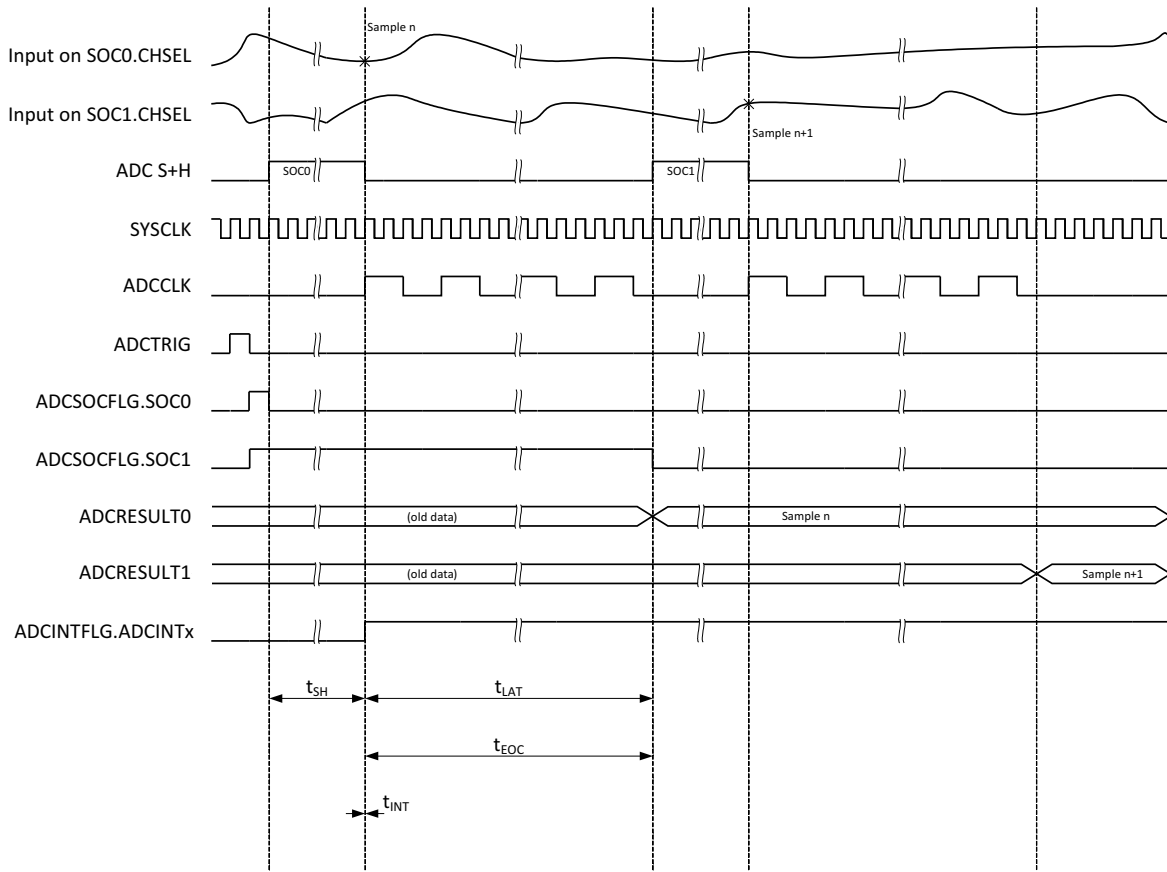 Sample n
Input on SOC0.CHSEL
Input on SOC1.CHSEL
Sample n+1
ADC S+H
SOC0
SOC1
SYSCLK
ADCCLK
ADCTRIG
ADCSOCFLG.SOC0
ADCSOCFLG.SOC1
ADCRESULT0
(old data)
Sample n
ADCRESULT1
(old data)
Sample n+1
ADCINTFLG.ADCINTx
tSH
tLAT
tEOC
tINT